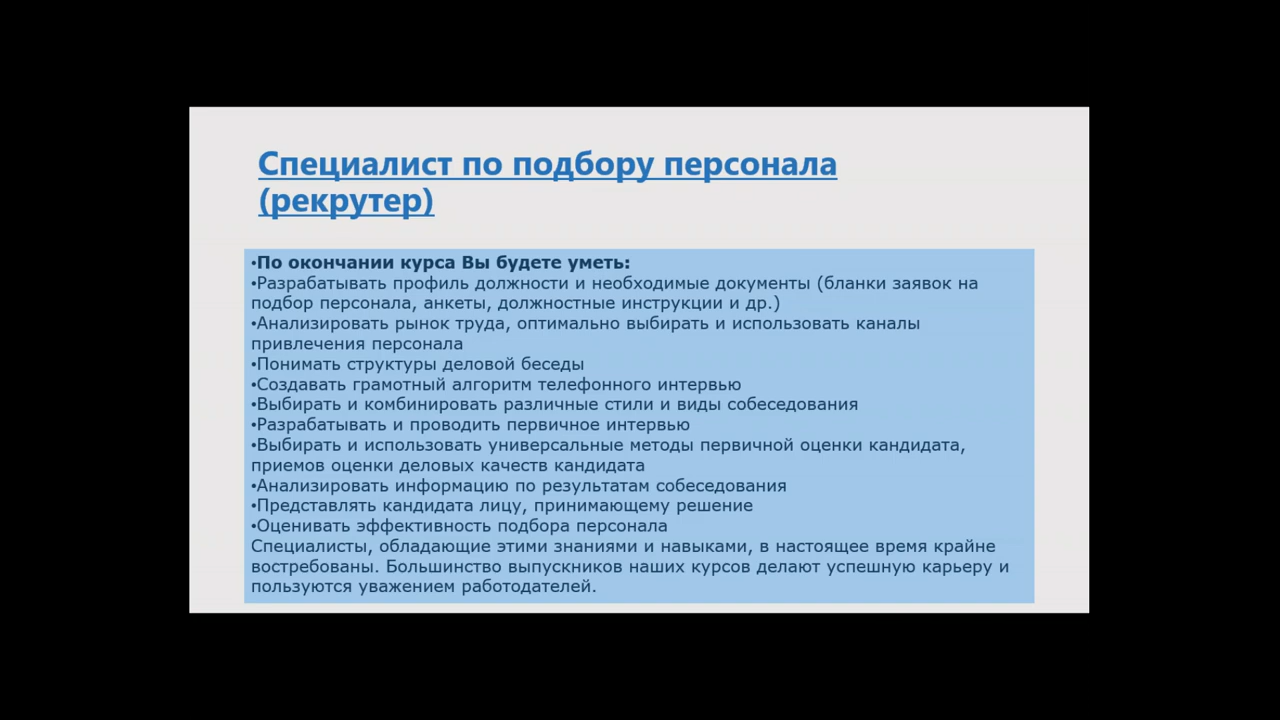 Специалист по подбору персонала
(рекрутер)
•По окончании курса Вы будете уметь:
•Разрабатывать профиль должности и необходимые документы (бланки заявок на
подбор персонала, анкеты, должностные инструкции и др.)
•Анализировать рынок труда, оптимально выбирать и использовать каналы
привлечения персонала
•Понимать структуры деловой беседы
•Создавать грамотный алгоритм телефонного интервью
•Выбирать и комбинировать различные стили и виды собеседования
•Разрабатывать и проводить первичное интервью
•Выбирать и использовать универсальные методы первичной оценки кандидата,
приемов оценки деловых качеств кандидата
•Анализировать информацию по результатам собеседования
•Представлять кандидата лицу, принимающему решение
•Оценивать эффективность подбора персонала
Специалисты, обладающие этими знаниями и навыками, в настоящее время крайне
востребованы. Большинство выпускников наших курсов делают успешную карьеру и
пользуются уважением работодателей.